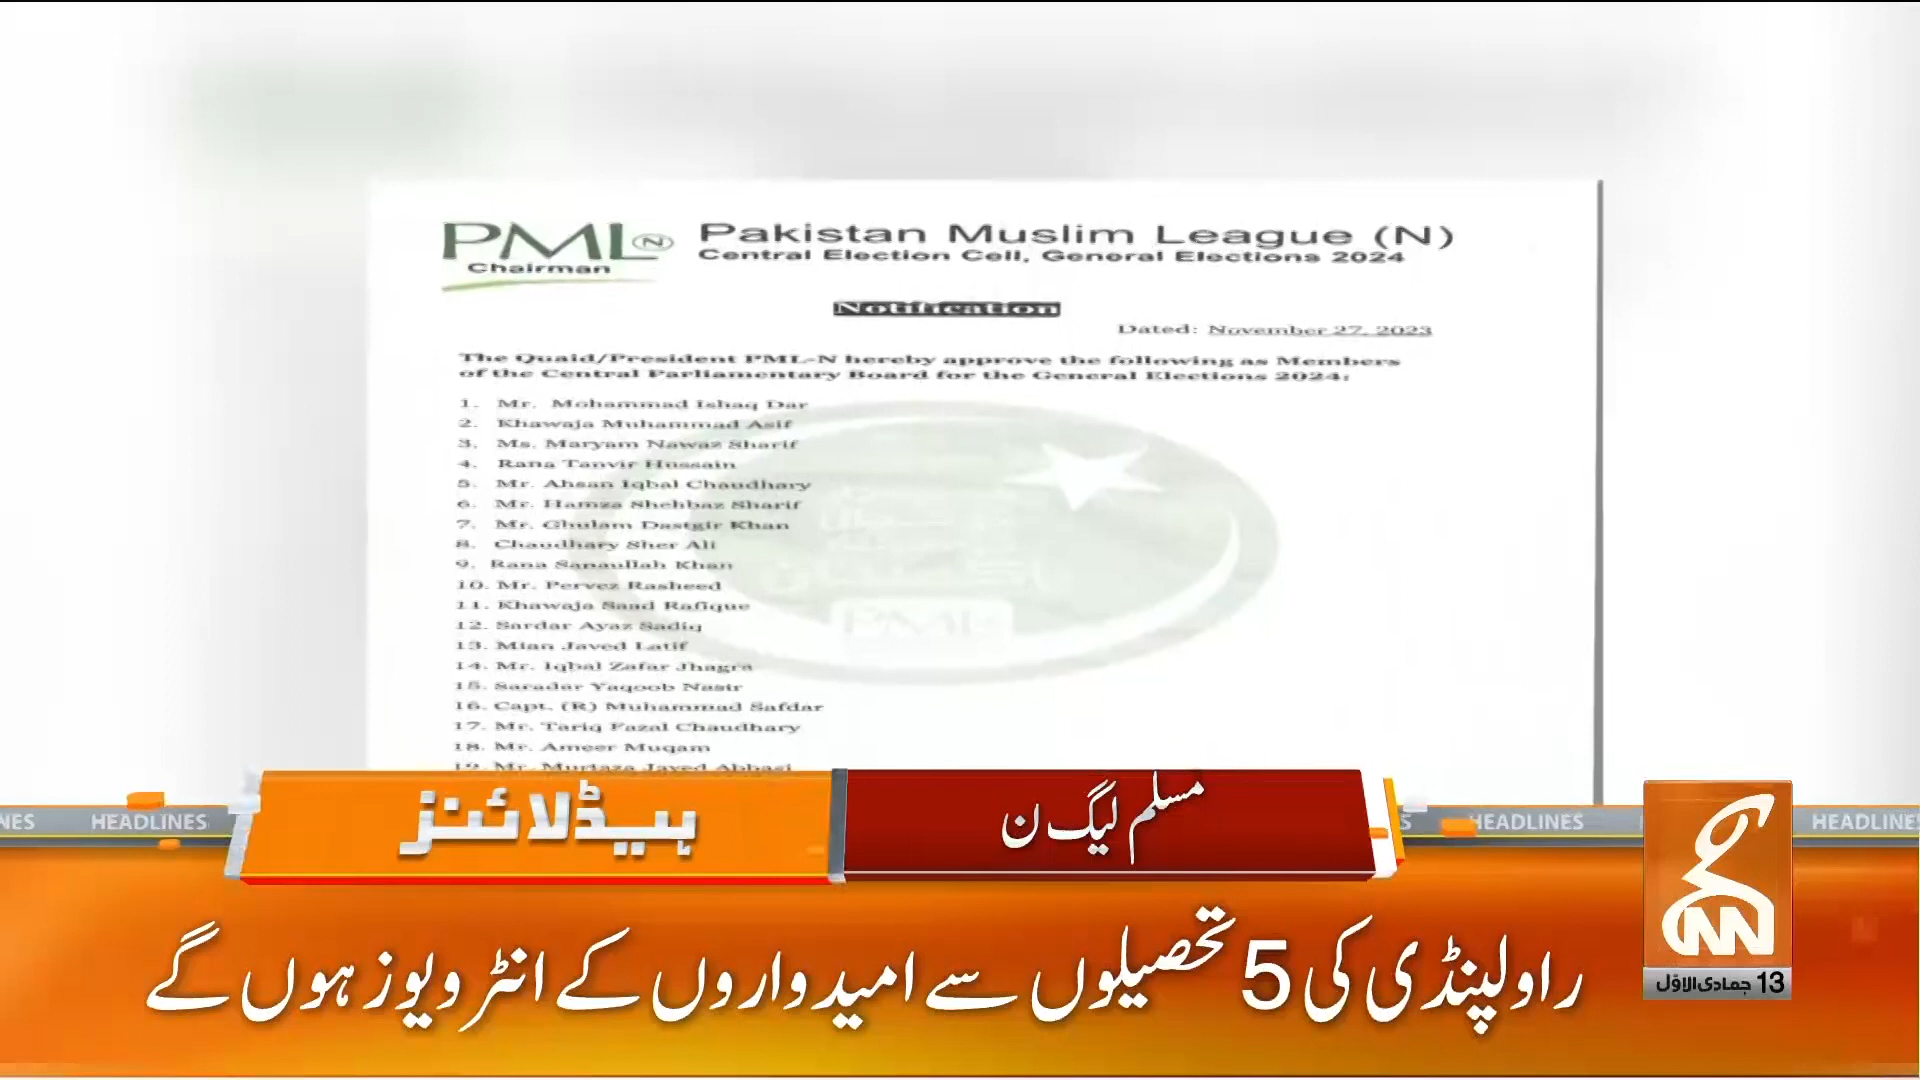 PML N
Chairman
Pakistan Muslim League (N)
Central Election Cell, General Elections 2024
Notification
Dated: November 27, 2023
The Quaid/President PML-N hereby approve the following as Members
of the Central Parliamentary Board for the General Elections 2024:
1. Mr. Mohammad Ishaq Dar
2. Khawaja Muhammad Asif
3. Ms. Maryam Nawaz Sharif
4. Rana Tanvir Hussain
5. Mr. Ahsan Iqbal Chaudhary
6. Mr. Hamza Shehbaz Sharif
7. Mr. Ghulam Dastgir Khan
8. Chaudhary Sher Ali
9. Rana Sanaullah Khan
10. Mr. Pervez Rasheed
11. Khawaja Saad Rafique
12. Sardar Ayaz Sadiq
13. Mian Javed Latif
14. Mr. Iqbal Zafar Jhagra
15. Saradar Yaqoob Nasir
16. Capt. (R) Muhammad Safdar
17. Mr. Tariq Fazal Chaudhary
18. Mr. Ameer Muqam
19. Mr. Murtaza Javed Abbasi
HEADLINES
HEADLINES
HEADLINES
مسلم لیگ ن
ہیڈلائنز
راولپنڈی کی 5 تحصیلوں سے امیدواروں کے انٹرویوز ہوں گے
GNN
13 جمادی الاوّل